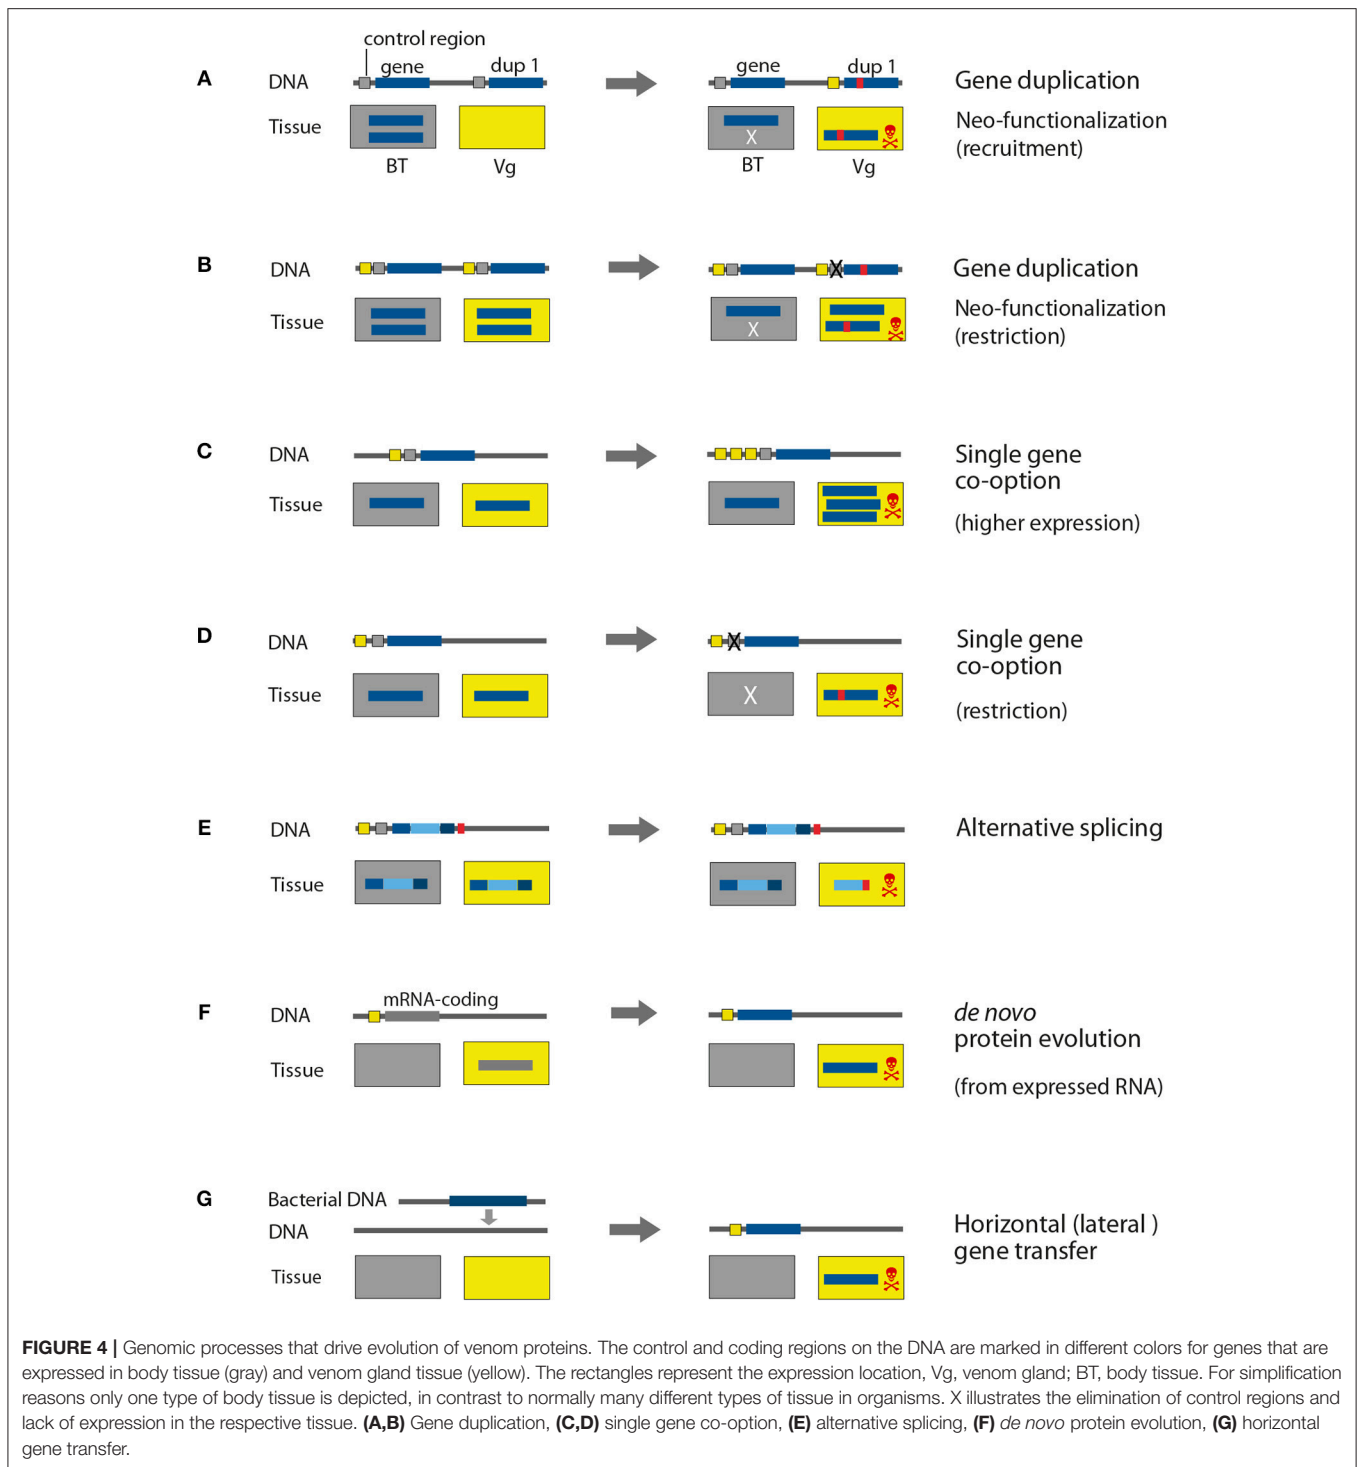 control region
gene
dup 1
A
DNA
gene
dup 1
Gene duplication
Tissue
BT
Vg
X
BT
Vg
Neo-functionalization
(recruitment)
B
DNA
X
Gene duplication
Tissue
X
Neo-functionalization
(restriction)
C
DNA
Single gene
co-option
Tissue
(higher expression)
D
DNA
X
Single gene
co-option
Tissue
X
(restriction)
E
DNA
Alternative splicing
Tissue
F
DNA
mRNA-coding
de novo
protein evolution
Tissue
(from expressed RNA)
G
Bacterial DNA
DNA
Horizontal (lateral )
gene transfer
Tissue
FIGURE 4 | Genomic processes that drive evolution of venom proteins. The control and coding regions on the DNA are marked in different colors for genes that are
expressed in body tissue (gray) and venom gland tissue (yellow). The rectangles represent the expression location, Vg, venom gland; BT, body tissue. For simplification
reasons only one type of body tissue is depicted, in contrast to normally many different types of tissue in organisms. X illustrates the elimination of control regions and
lack of expression in the respective tissue. (A,B) Gene duplication, (C,D) single gene co-option, (E) alternative splicing, (F) de novo protein evolution, (G) horizontal
gene transfer.